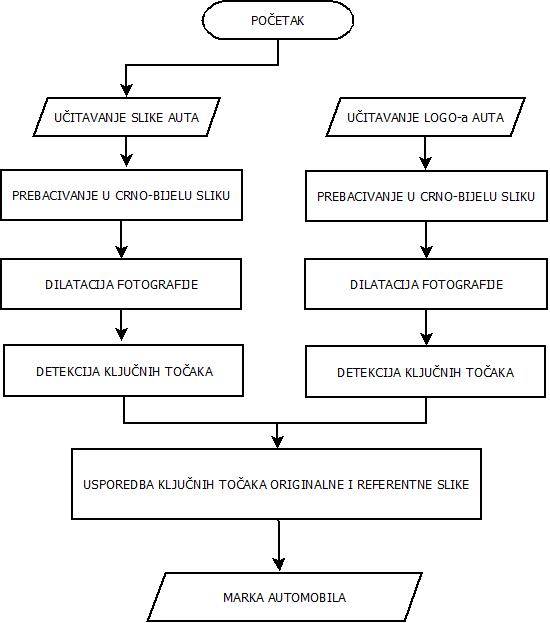 POČETAK
UČITAVANJE SLIKE AUTA
UČITAVANJE LOGO-a AUTA
PREBACIVANJE U CRNO-BIJELU SLIKU
PREBACIVANJE U CRNO-BIJELU SLIKU
DILATACIJA FOTOGRAFIJE
DILATACIJA FOTOGRAFIJE
DETEKCIJA KLJUČNIH TOČAKA
DETEKCIJA KLJUČNIH TOČAKA
USPOREDBA KLJUČNIH TOČAKA ORIGINALNE I REFERENTNE SLIKE
MARKA AUTOMOBILA